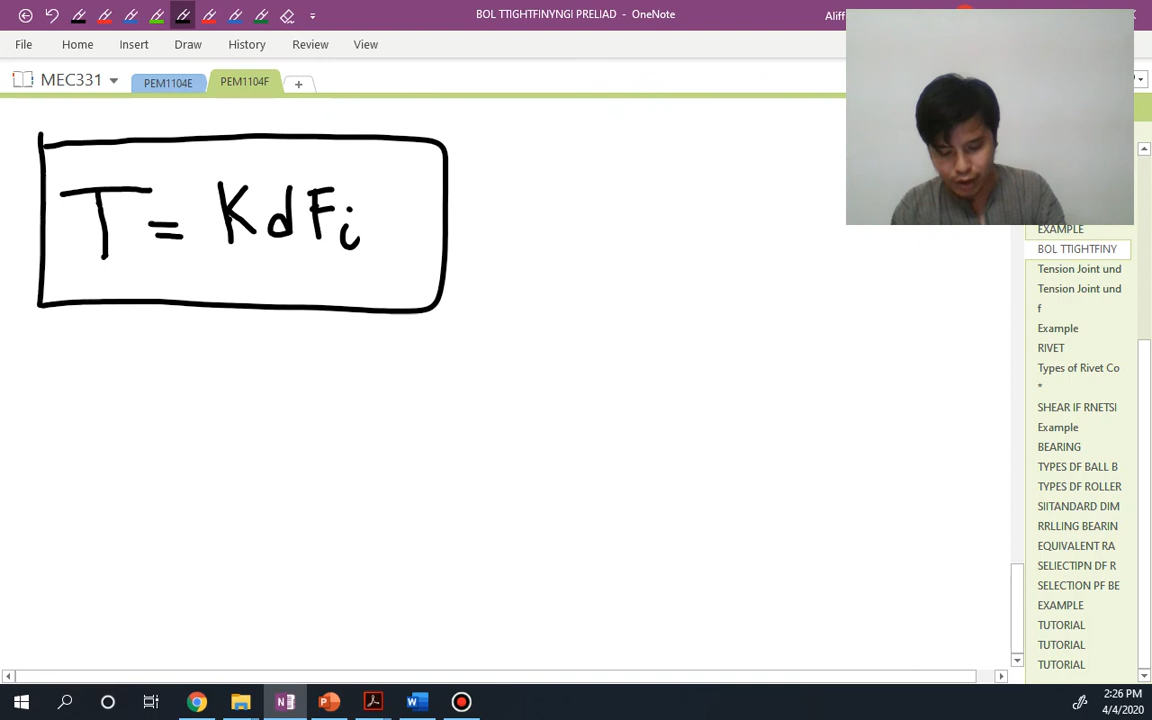 BOL TTIGHTFINYNGI PRELIAD - OneNote
Aliff
File Home Insert Draw History Review View
MEC331 PEM1104E PEM1104F
T = KdFi
EXAMPLE
BOL TTIGHTFINY
Tension Joint und
Tension Joint und
f
Example
RIVET
Types of Rivet Co
*
SHEAR IF RNETSI
Example
BEARING
TYPES DF BALL B
TYPES DF ROLLER
SIITANDARD DIM
RRLLING BEARIN
EQUIVALENT RA
SELIECTIPN DF R
SELECTION PF BE
EXAMPLE
TUTORIAL
TUTORIAL
TUTORIAL
2:26 PM
4/4/2020